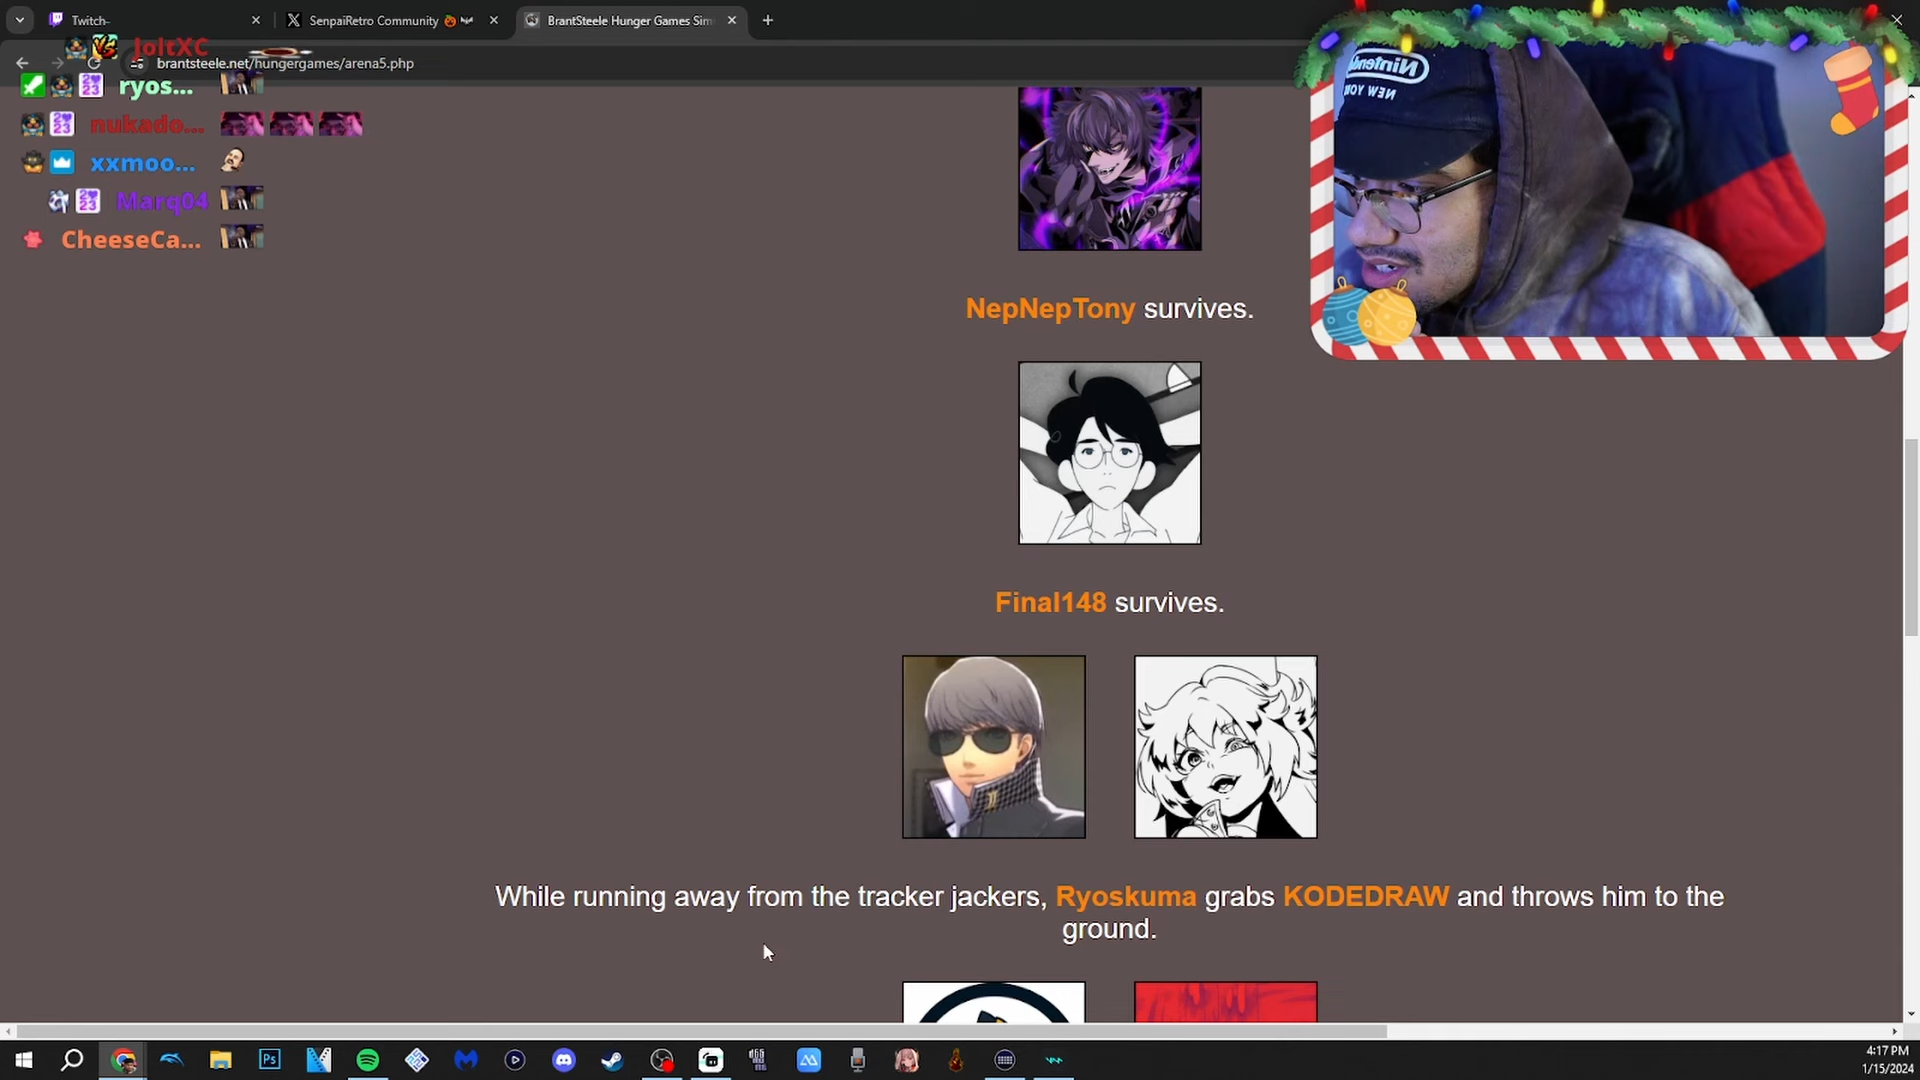 Twitch-
SenpaiRetro Community
BrantSteele Hunger Games Sim
JoltXC
brantsteele.net/hungergames/arena5.php
ryos...
nukado...
xxmoo...
Marq04
CheeseCa...
Nintendo
NEW YORK
NepNepTony survives.
Final148 survives.
While running away from the tracker jackers, Ryoskuma grabs KODEDRAW and throws him to the
ground.
4:17 PM
1/15/2024